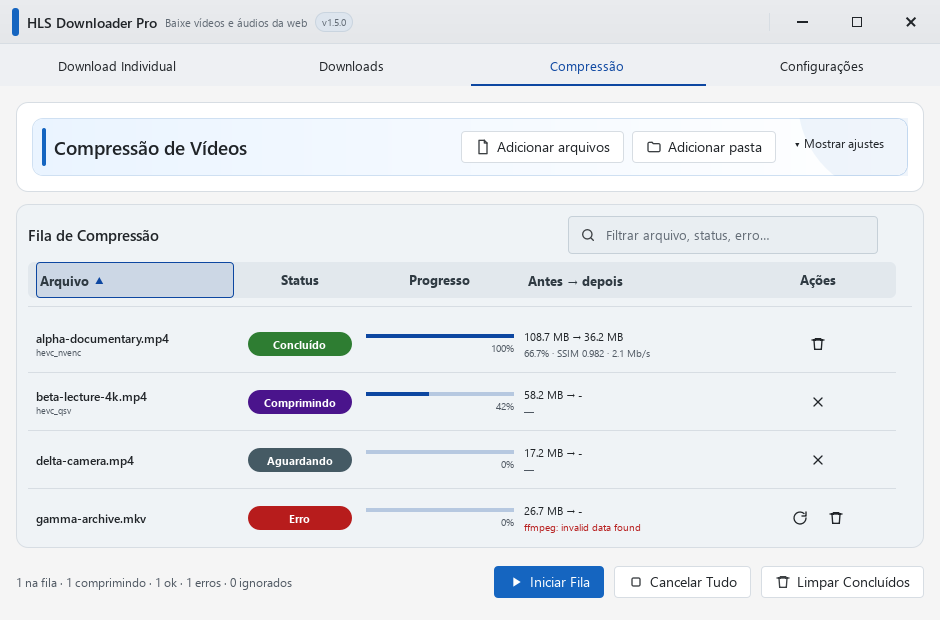 HLS Downloader Pro Baixe vídeos e áudios da web v1.5.0
Download Individual Downloads Compressão Configurações
Compressão de Vídeos Adicionar arquivos Adicionar pasta Mostrar ajustes
Fila de Compressão Filtrar arquivo, status, erro...
Arquivo ▲ Status Progresso Antes → depois Ações
alpha-documentary.mp4 Concluído 108.7 MB → 36.2 MB
hevc_nvenc 100% 66.7% · SSIM 0.982 · 2.1 Mb/s
beta-lecture-4k.mp4 Comprimindo 58.2 MB → -
hevc_qsv 42% —
delta-camera.mp4 Aguardando 17.2 MB → -
0% —
gamma-archive.mkv Erro 26.7 MB → -
0% ffmpeg: invalid data found
1 na fila · 1 comprimindo · 1 ok · 1 erros · 0 ignorados Iniciar Fila Cancelar Tudo Limpar Concluídos